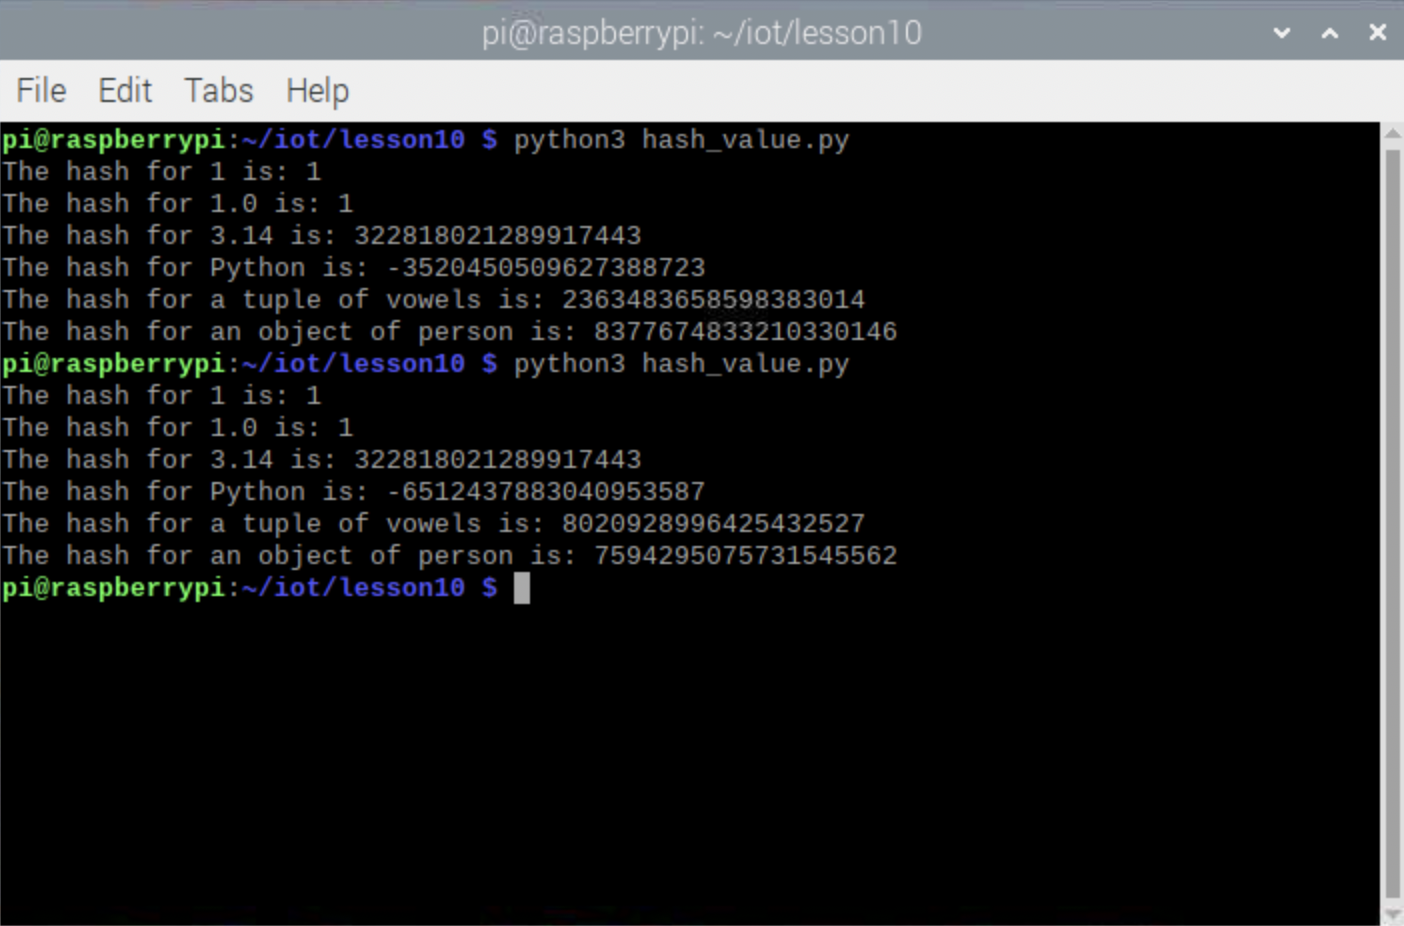 pi@raspberrypi: ~/iot/lesson10
File Edit Tabs Help
pi@raspberrypi:~/iot/lesson10 $ python3 hash_value.py
The hash for 1 is: 1
The hash for 1.0 is: 1
The hash for 3.14 is: 322818021289917443
The hash for Python is: -3520450509627388723
The hash for a tuple of vowels is: 2363483658598383014
The hash for an object of person is: 8377674833210330146
pi@raspberrypi:~/iot/lesson10 $ python3 hash_value.py
The hash for 1 is: 1
The hash for 1.0 is: 1
The hash for 3.14 is: 322818021289917443
The hash for Python is: -6512437883040953587
The hash for a tuple of vowels is: 8020928996425432527
The hash for an object of person is: 7594295075731545562
pi@raspberrypi:~/iot/lesson10 $